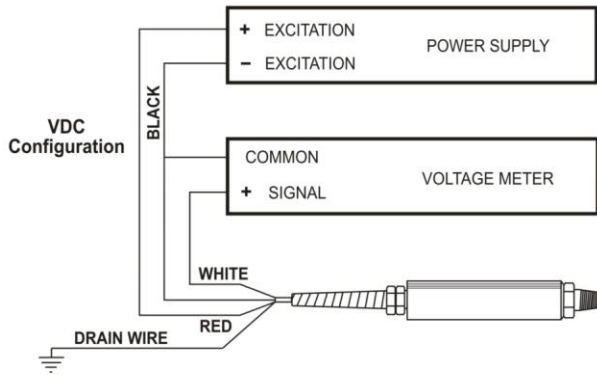 + EXCITATION
− EXCITATION
POWER SUPPLY
BLACK
VDC
Configuration
COMMON
+ SIGNAL
VOLTAGE METER
WHITE
RED
DRAIN WIRE